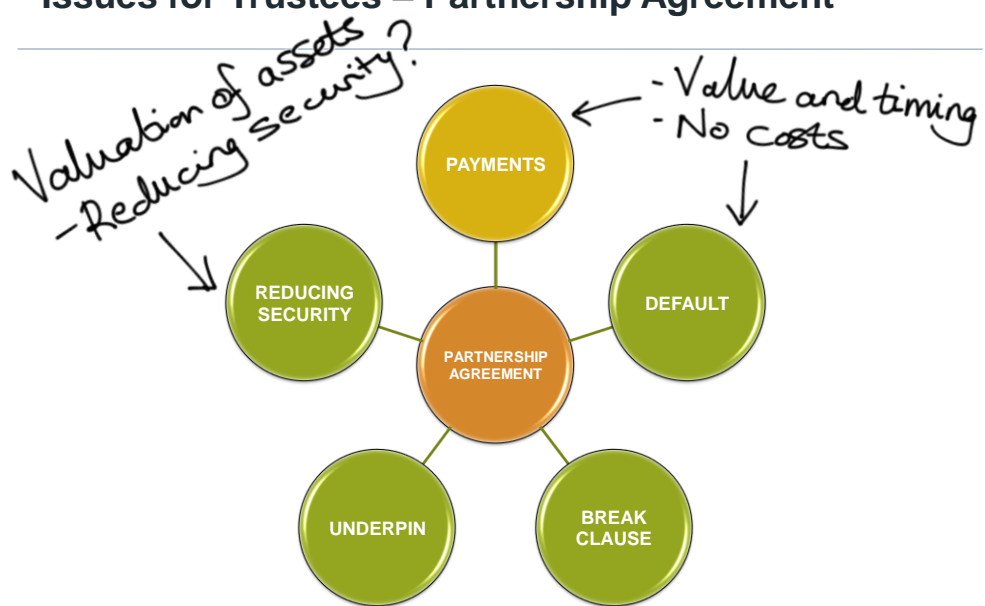 Issues for Trustees – Partnership Agreement
Valuation of assets
- Reducing security?
- Value and timing
- No costs
PAYMENTS
REDUCING
SECURITY
DEFAULT
PARTNERSHIP
AGREEMENT
UNDERPIN
BREAK
CLAUSE